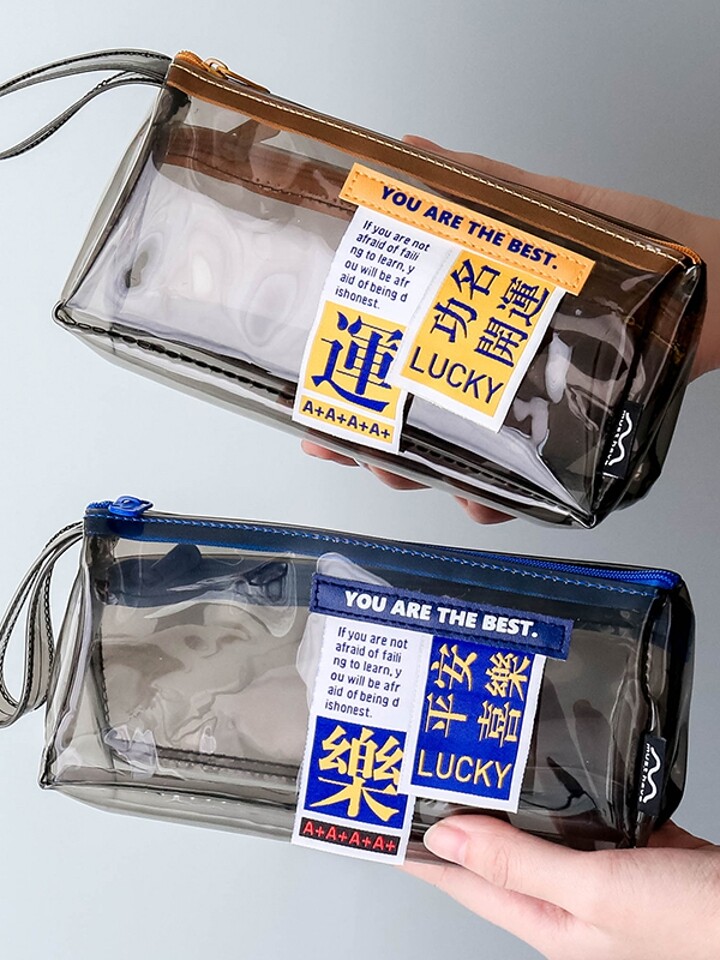 YOU ARE THE BEST.
If you are not
afraid of faili
ng to learn, y
ou will be afr
aid of being d
ishonest.
運
A+A+A+A+
功名
開運
LUCKY
YOU ARE THE BEST.
If you are not
afraid of faili
ng to learn, y
ou will be afr
aid of being d
ishonest.
樂
A+A+A+A+
平安
喜樂
LUCKY